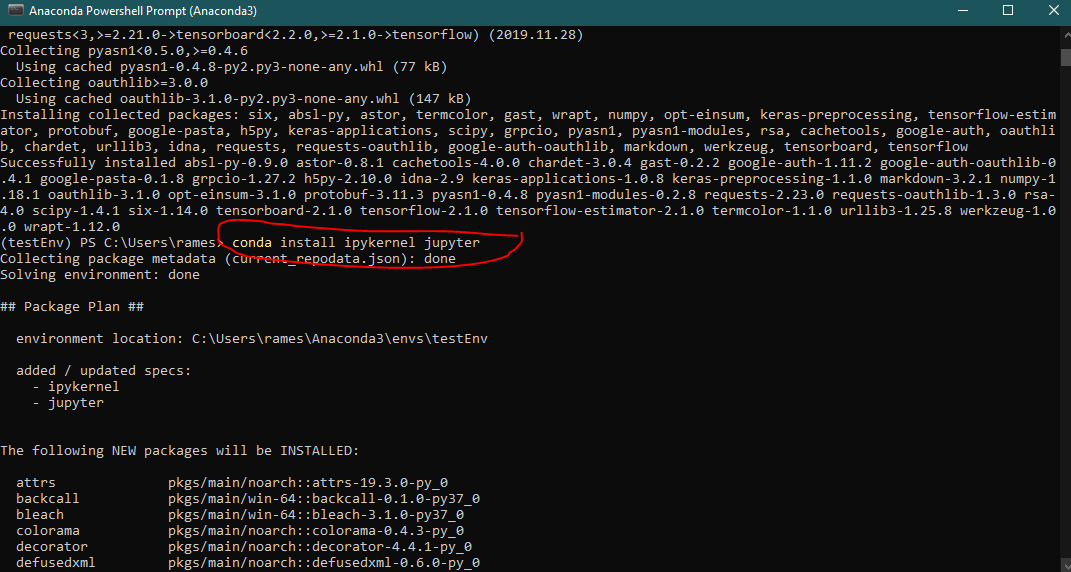 Anaconda Powershell Prompt (Anaconda3)
requests<3,>=2.21.0->tensorboard<2.2.0,>=2.1.0->tensorflow) (2019.11.28)
Collecting pyasn1<0.5.0,>=0.4.6
Using cached pyasn1-0.4.8-py2.py3-none-any.whl (77 kB)
Collecting oauthlib>=3.0.0
Using cached oauthlib-3.1.0-py2.py3-none-any.whl (147 kB)
Installing collected packages: six, absl-py, astor, termcolor, gast, wrapt, numpy, opt-einsum, keras-preprocessing, tensorflow-estim
ator, protobuf, google-pasta, h5py, keras-applications, scipy, grpcio, pyasn1, pyasn1-modules, rsa, cachetools, google-auth, oauthli
b, chardet, urllib3, idna, requests, requests-oauthlib, google-auth-oauthlib, markdown, werkzeug, tensorboard, tensorflow
Successfully installed absl-py-0.9.0 astor-0.8.1 cachetools-4.0.0 chardet-3.0.4 gast-0.2.2 google-auth-1.11.2 google-auth-oauthlib-0
.4.1 google-pasta-0.1.8 grpcio-1.27.2 h5py-2.10.0 idna-2.9 keras-applications-1.0.8 keras-preprocessing-1.1.0 markdown-3.2.1 numpy-1
.18.1 oauthlib-3.1.0 opt-einsum-3.1.0 protobuf-3.11.3 pyasn1-0.4.8 pyasn1-modules-0.2.8 requests-2.23.0 requests-oauthlib-1.3.0 rsa-
4.0 scipy-1.4.1 six-1.14.0 tensorboard-2.1.0 tensorflow-2.1.0 tensorflow-estimator-2.1.0 termcolor-1.1.0 urllib3-1.25.8 werkzeug-1.0
.0 wrapt-1.12.0
(testEnv) PS C:\Users\rames> conda install ipykernel jupyter
Collecting package metadata (current_repodata.json): done
Solving environment: done
## Package Plan ##
environment location: C:\Users\rames\Anaconda3\envs\testEnv
added / updated specs:
- ipykernel
- jupyter
The following NEW packages will be INSTALLED:
attrs pkgs/main/noarch::attrs-19.3.0-py_0
backcall pkgs/main/win-64::backcall-0.1.0-py37_0
bleach pkgs/main/win-64::bleach-3.1.0-py37_0
colorama pkgs/main/noarch::colorama-0.4.3-py_0
decorator pkgs/main/noarch::decorator-4.4.1-py_0
defusedxml pkgs/main/noarch::defusedxml-0.6.0-py_0